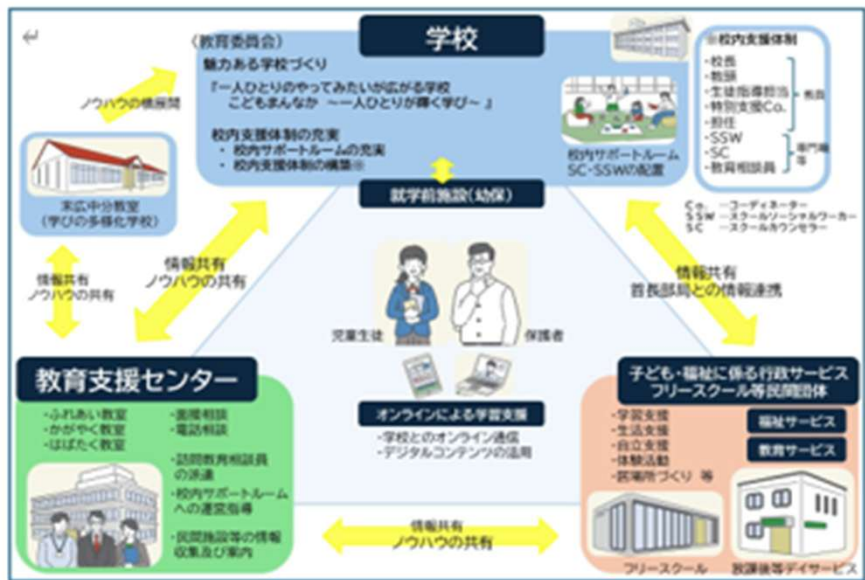 学校
(教育委員会)
魅力ある学校づくり
『一人ひとりのやってみたいが広がる学校
こどもまんなか ～一人ひとりが輝く学び～ 』
校内支援体制の充実
・ 校内サポートルームの充実
・ 校内支援体制の構築※
校内サポートルーム
SC・SSWの配置
※校内支援体制
・校長
・教頭
・生徒指導担当
・特別支援Co.
・担任
・SSW
・SC
・教育相談員
教員
専門職
等
Co. …コーディネーター
SSW …スクールソーシャルワーカー
SC …スクールカウンセラー
ノウハウの横展開
末広中分教室
(学びの多様化学校)
就学前施設(幼保)
情報共有
ノウハウの共有
情報共有
ノウハウの共有
情報共有
首長部局との情報連携
児童生徒
保護者
オンラインによる学習支援
・学校とのオンライン通信
・デジタルコンテンツの活用
教育支援センター
・ふれあい教室
・かがやく教室
・はばたく教室
・面接相談
・電話相談
・訪問教育相談員
の派遣
・校内サポートルーム
への運営指導
・民間施設等の情報
収集及び案内
子ども・福祉に係る行政サービス
フリースクール等民間団体
・学習支援
・生活支援
・自立支援
・体験活動
・居場所づくり 等
福祉サービス
教育サービス
フリースクール
放課後等デイサービス
情報共有
ノウハウの共有